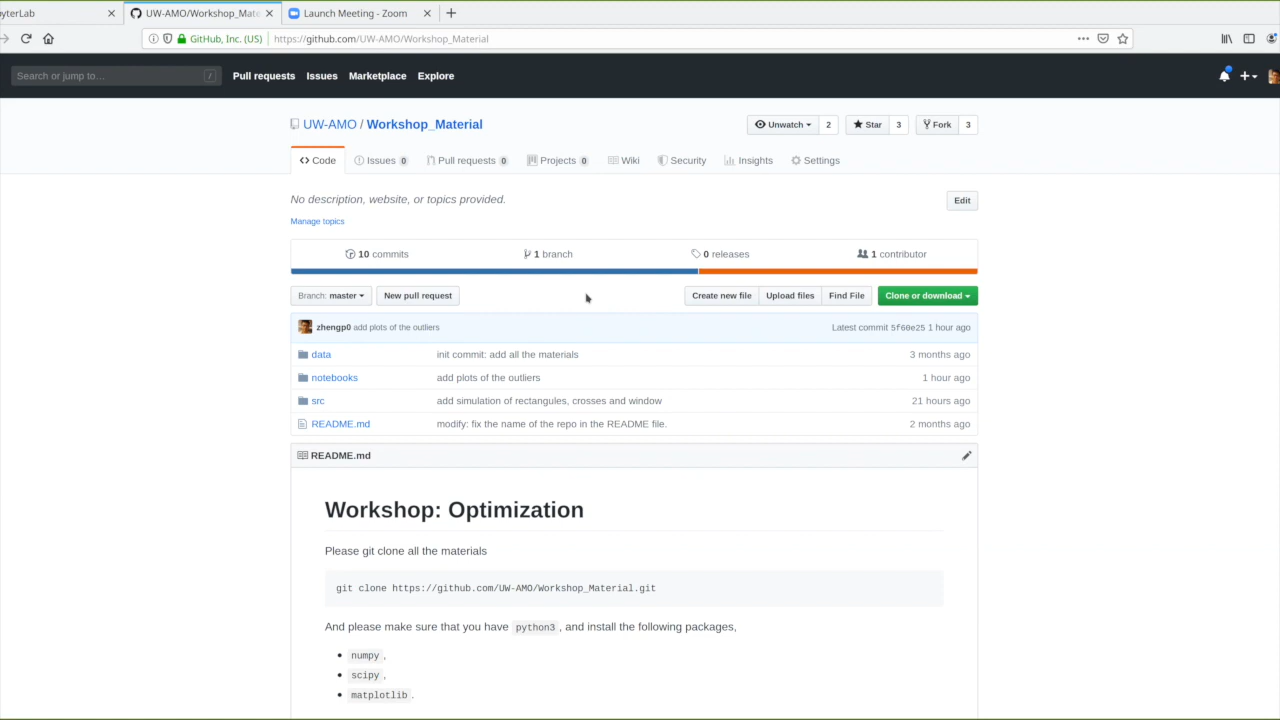 yterLab
UW-AMO/Workshop_Mate
Launch Meeting - Zoom
GitHub, Inc. (US) https://github.com/UW-AMO/Workshop_Material
Search or jump to… / Pull requests Issues Marketplace Explore
UW-AMO / Workshop_Material
Unwatch 2 Star 3 Fork 3
Code Issues 0 Pull requests 0 Projects 0 Wiki Security Insights Settings
No description, website, or topics provided. Edit
Manage topics
10 commits 1 branch 0 releases 1 contributor
Branch: master New pull request Create new file Upload files Find File Clone or download
zhengp0 add plots of the outliers Latest commit 5f60e25 1 hour ago
data init commit: add all the materials 3 months ago
notebooks add plots of the outliers 1 hour ago
src add simulation of rectangules, crosses and window 21 hours ago
README.md modify: fix the name of the repo in the README file. 2 months ago
README.md
Workshop: Optimization
Please git clone all the materials
git clone https://github.com/UW-AMO/Workshop_Material.git
And please make sure that you have python3, and install the following packages,
• numpy,
• scipy,
• matplotlib.